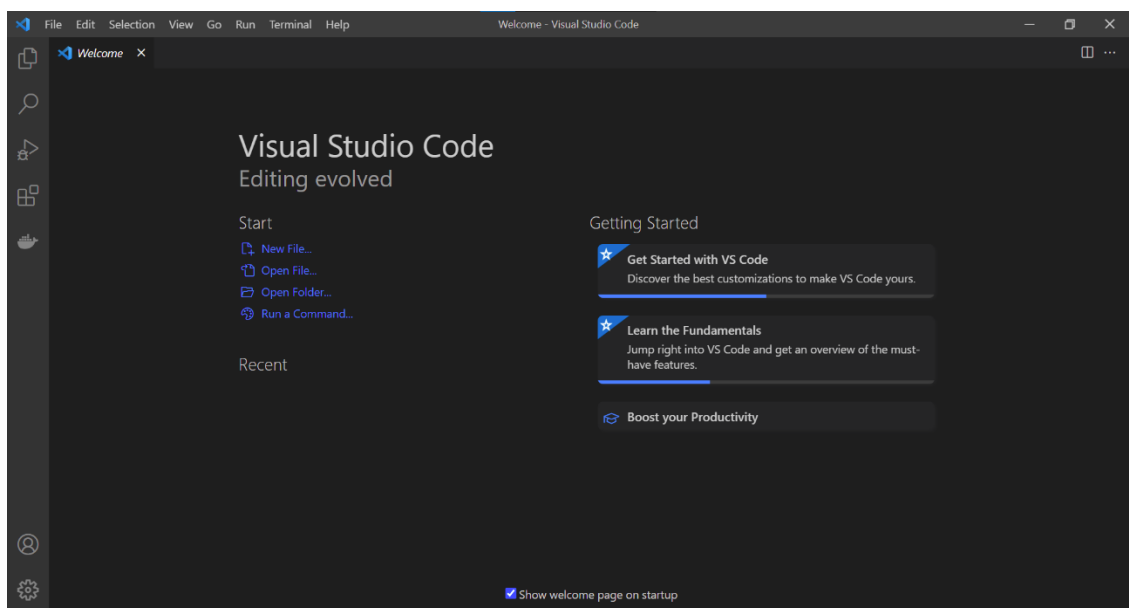 File Edit Selection View Go Run Terminal Help
Welcome - Visual Studio Code
Welcome
Visual Studio Code
Editing evolved
Start
New File...
Open File...
Open Folder...
Run a Command...
Recent
Getting Started
Get Started with VS Code
Discover the best customizations to make VS Code yours.
Learn the Fundamentals
Jump right into VS Code and get an overview of the must-
have features.
Boost your Productivity
Show welcome page on startup